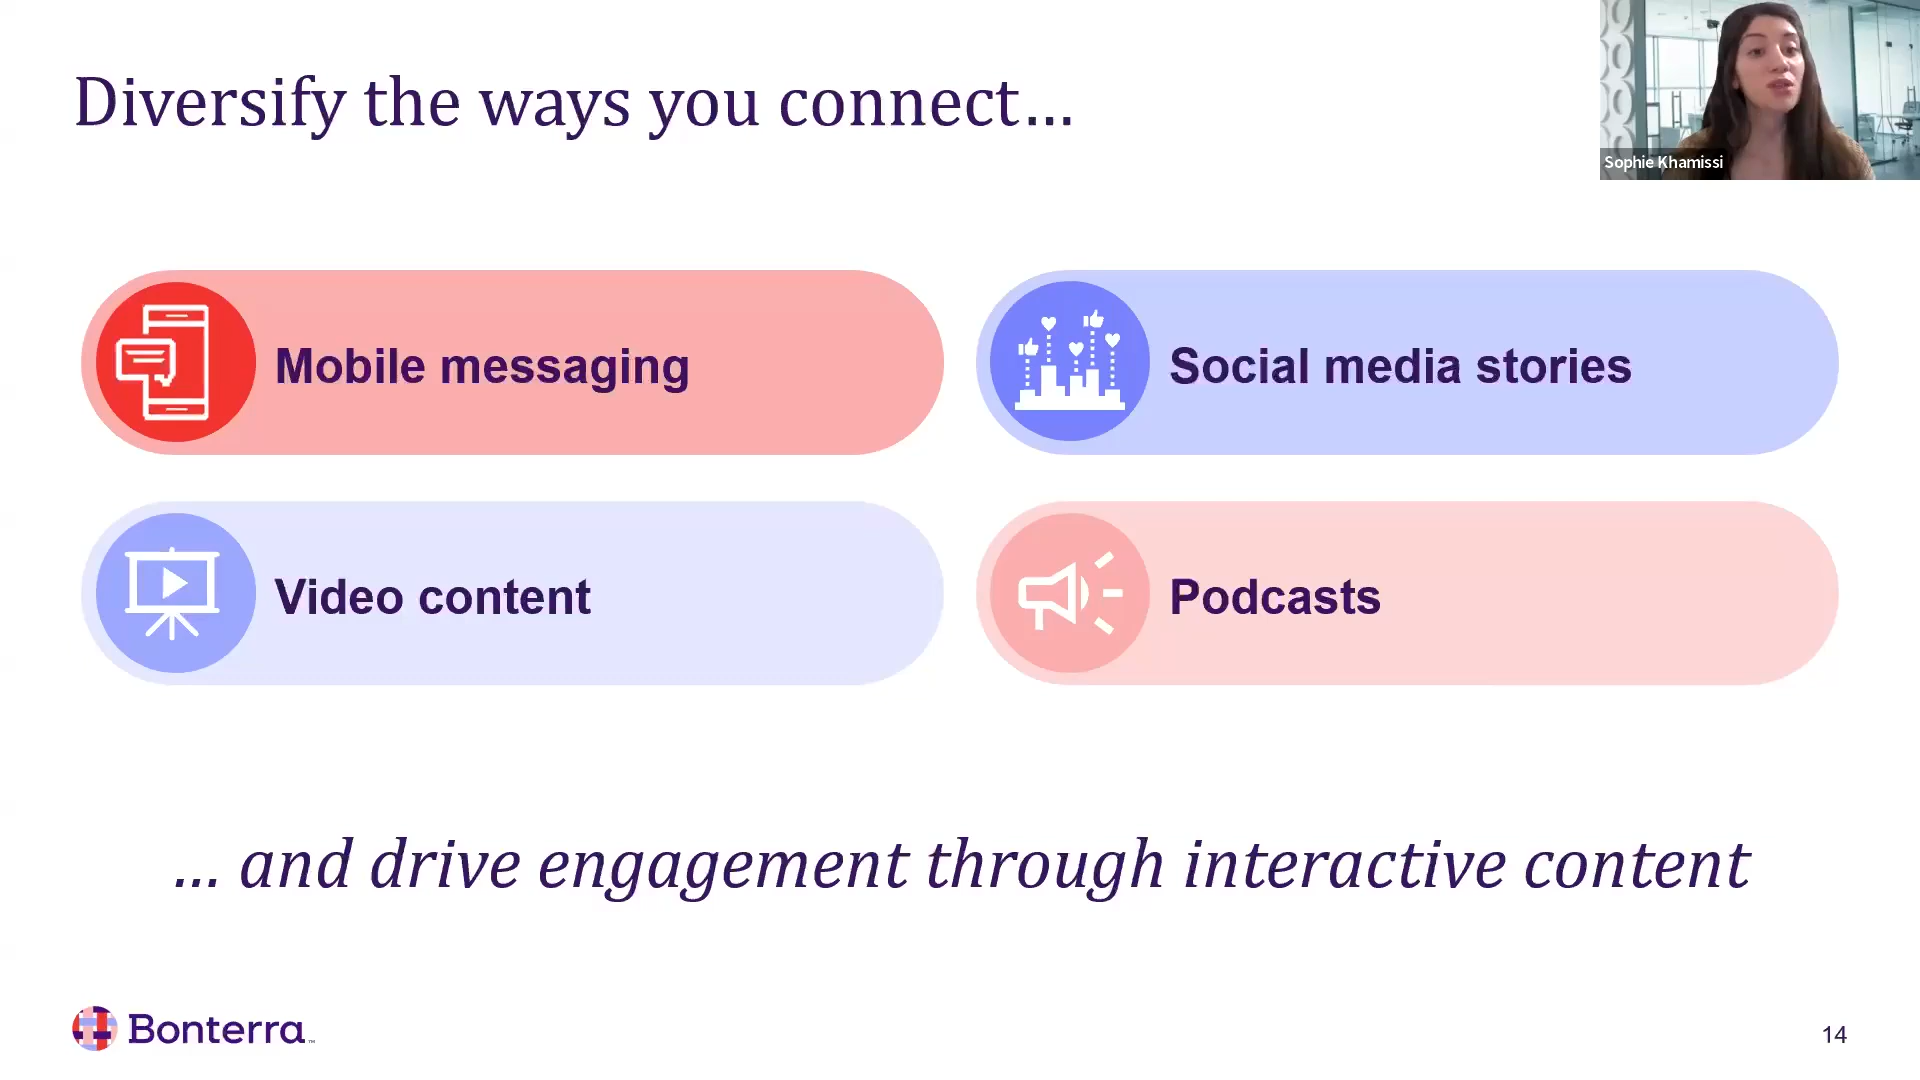 Diversify the ways you connect...
Sophie Khamissi
Mobile messaging
Social media stories
Video content
Podcasts
... and drive engagement through interactive content
Bonterra™
14